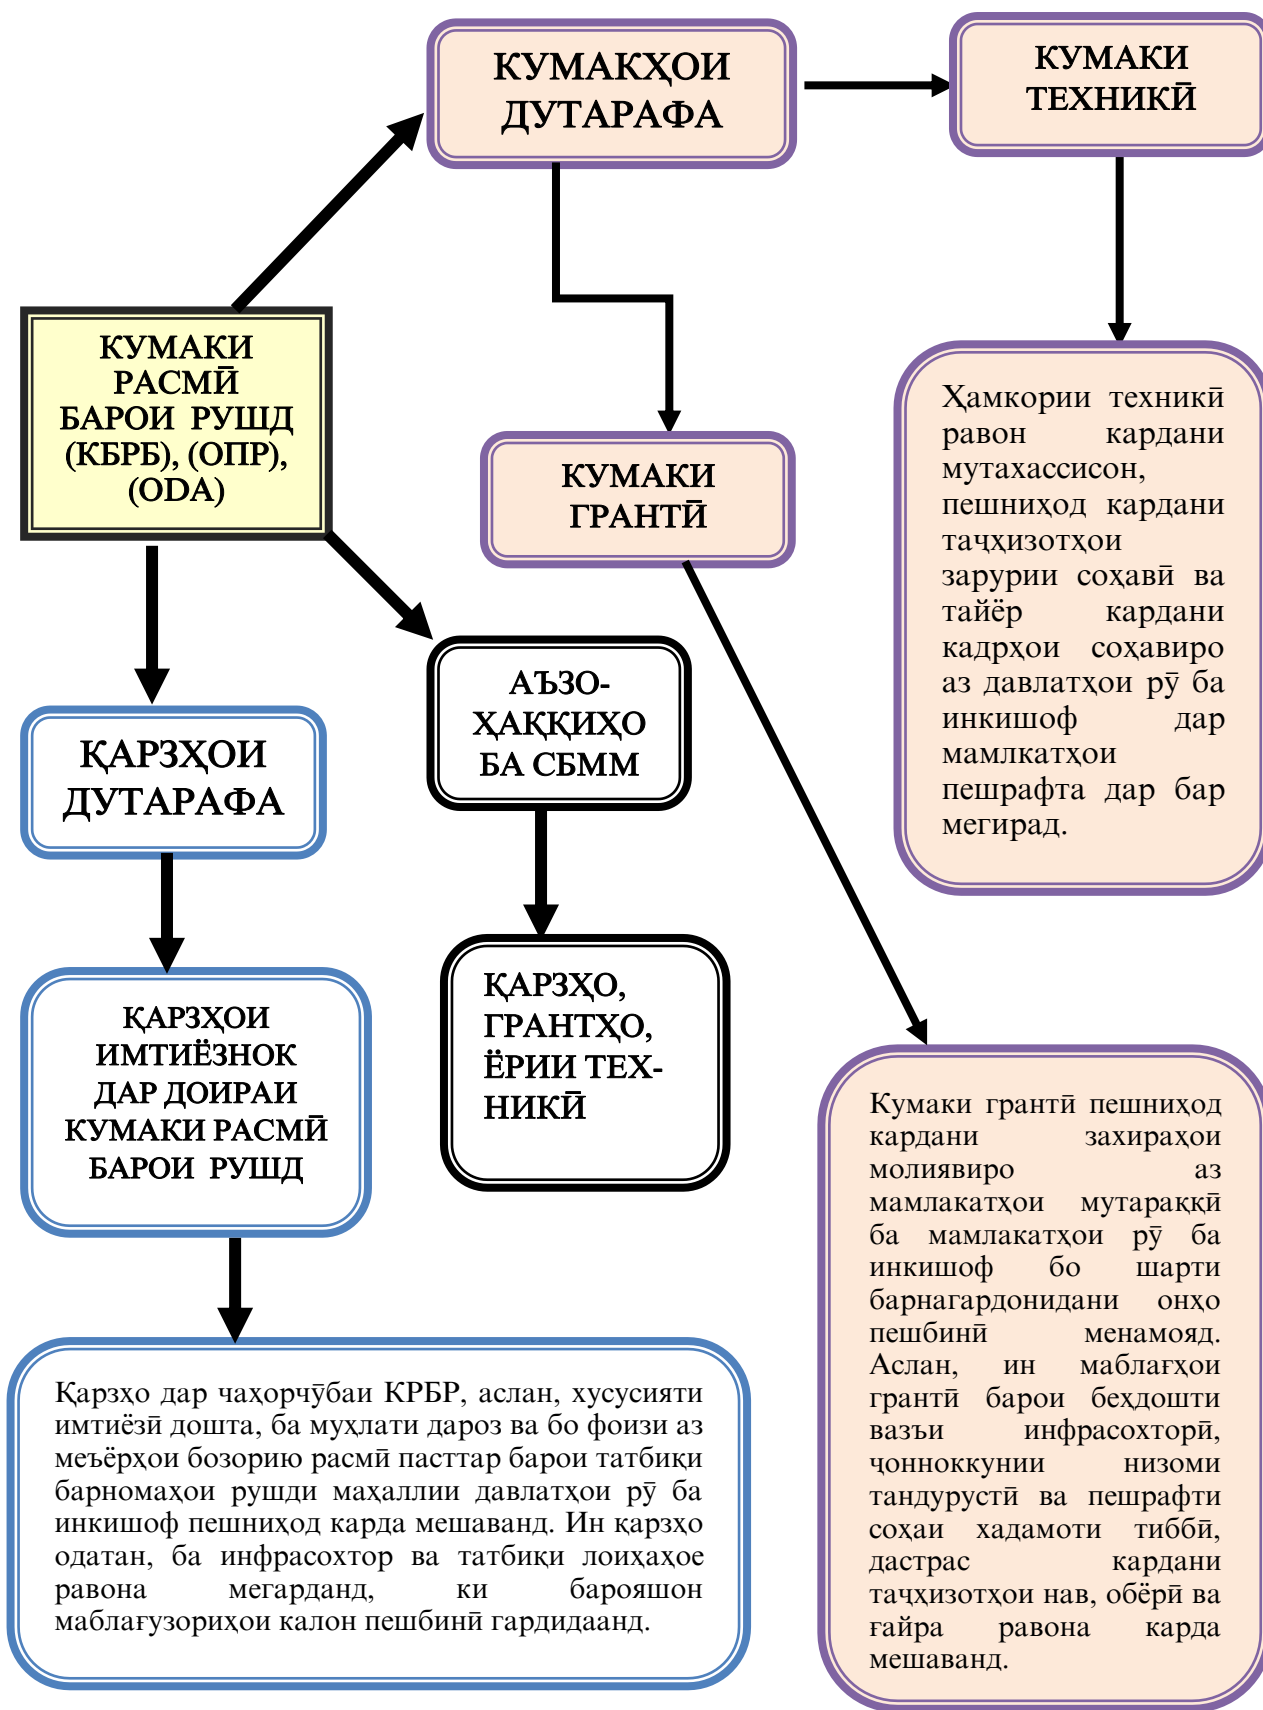 КУМАКҲОИ
ДУТАРАФА
КУМАКИ
ТЕХНИКӢ
КУМАКИ
РАСМӢ
БАРОИ РУШД
(КБРБ), (ОПР),
(ODA)
Ҳамкории техникӣ
равон кардани
мутахассисон,
пешниҳод кардани
таҷҳизотҳои
зарурии соҳавӣ ва
тайёр кардани
кадрҳои соҳавиро
аз давлатҳои рӯ ба
инкишоф дар
мамлкатҳои
пешрафта дар бар
мегирад.
КУМАКИ
ГРАНТӢ
АЪЗО-
ҲАҚҚИҲО
БА СБММ
ҚАРЗҲОИ
ДУТАРАФА
ҚАРЗҲО,
ГРАНТҲО,
ЁРИИ ТЕХ-
НИКӢ
ҚАРЗҲОИ
ИМТИЁЗНОК
ДАР ДОИРАИ
КУМАКИ РАСМӢ
БАРОИ РУШД
Кумаки грантӣ пешниҳод
кардани захираҳои
молиявиро аз
мамлакатҳои мутараққӣ
ба мамлакатҳои рӯ ба
инкишоф бо шарти
барнагардонидани онҳо
пешбинӣ менамояд.
Аслан, ин маблағҳои
грантӣ барои беҳдошти
вазъи инфрасохторӣ,
ҷонноккунии низоми
тандурустӣ ва пешрафти
соҳаи хадамоти тиббӣ,
дастрас кардани
таҷҳизотҳои нав, обёрӣ ва
ғайра равона карда
мешаванд.
Қарзҳо дар чаҳорчӯбаи КРБР, аслан, хусусияти
имтиёзӣ дошта, ба муҳлати дароз ва бо фоизи аз
меъёрҳои бозорию расмӣ пасттар барои татбиқи
барномаҳои рушди маҳаллии давлатҳои рӯ ба
инкишоф пешниҳод карда мешаванд. Ин қарзҳо
одатан, ба инфрасохтор ва татбиқи лоиҳаҳое
равона мегарданд, ки барояшон
маблағузориҳои калон пешбинӣ гардидаанд.